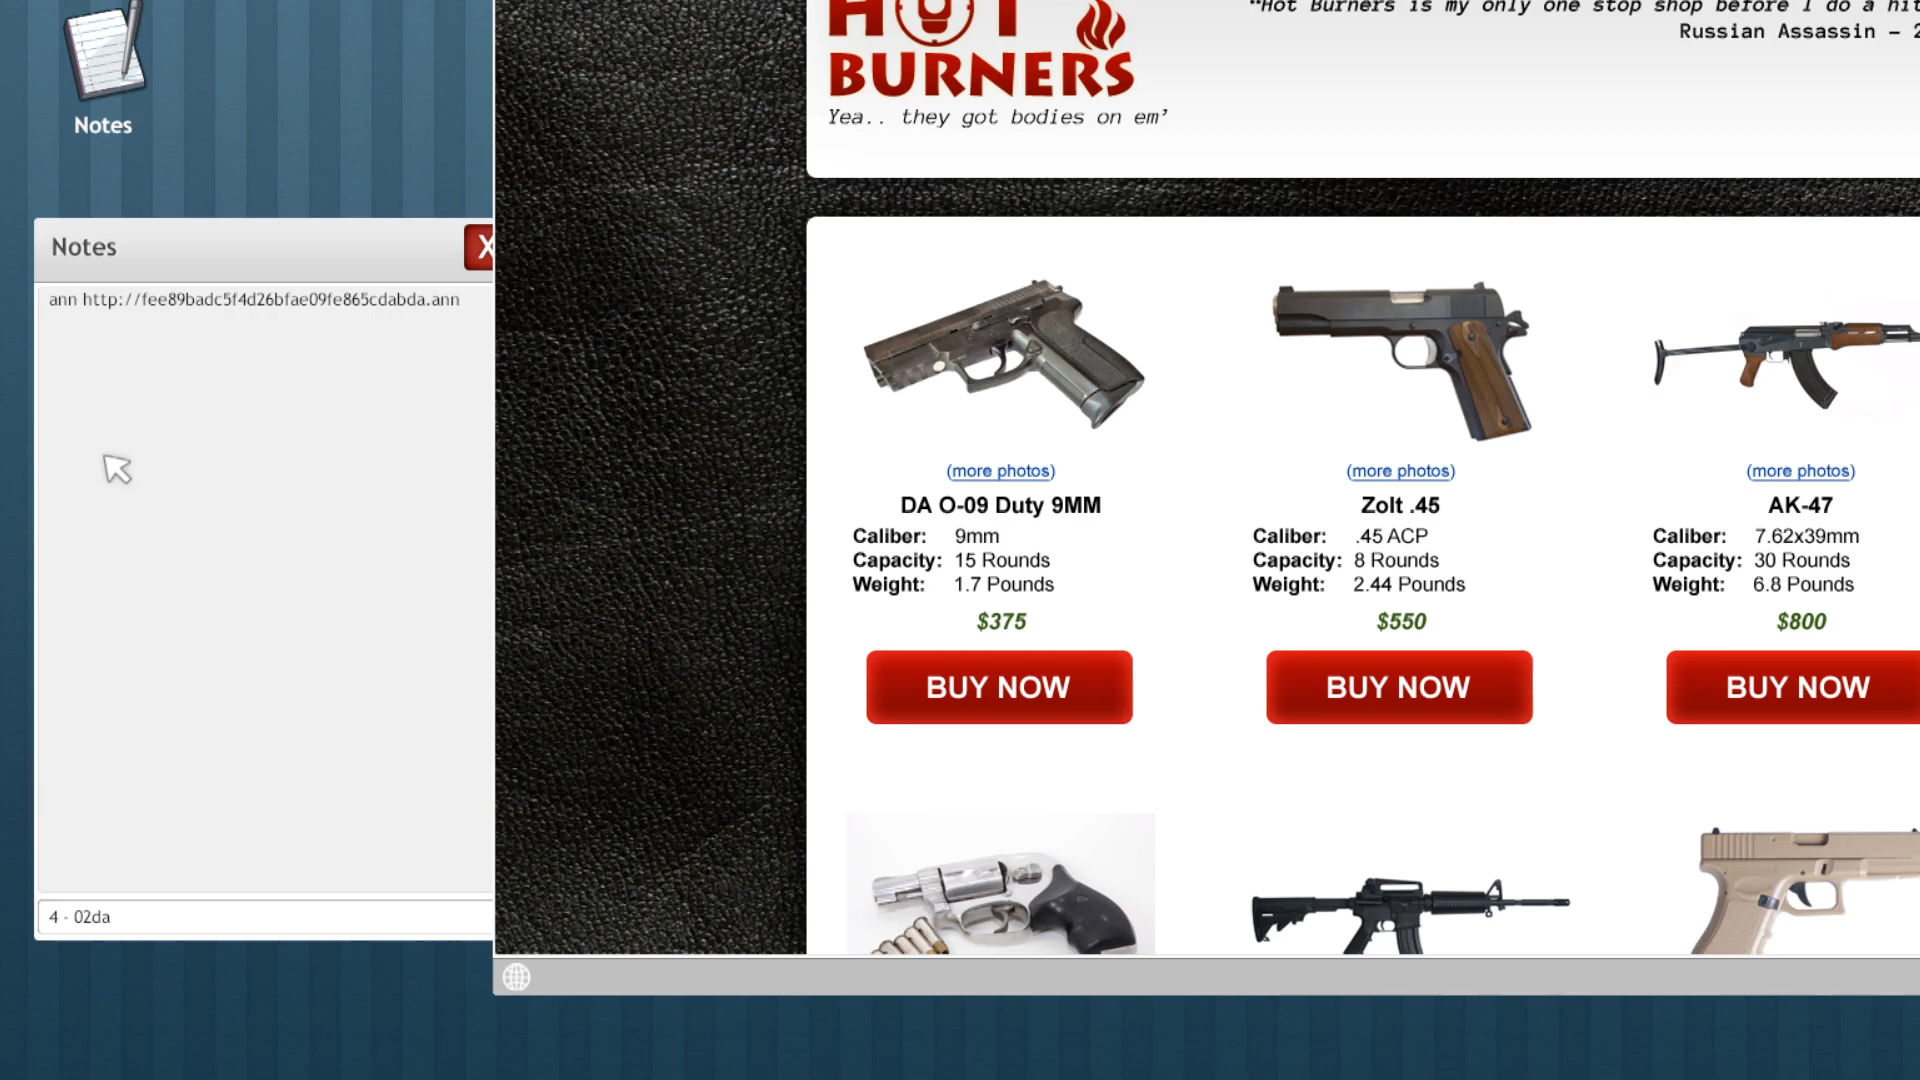 Notes
Notes
X
ann http://fee89badc5f4d26bfae09fe865cdabda.ann
4 - 02da
HOT
BURNERS
Yea.. they got bodies on em'
"Hot Burners is my only one stop shop before I do a hit
Russian Assassin - 2
(more photos)
DA O-09 Duty 9MM
Caliber: 9mm
Capacity: 15 Rounds
Weight: 1.7 Pounds
$375
BUY NOW
(more photos)
Zolt .45
Caliber: .45 ACP
Capacity: 8 Rounds
Weight: 2.44 Pounds
$550
BUY NOW
(more photos)
AK-47
Caliber: 7.62x39mm
Capacity: 30 Rounds
Weight: 6.8 Pounds
$800
BUY NOW